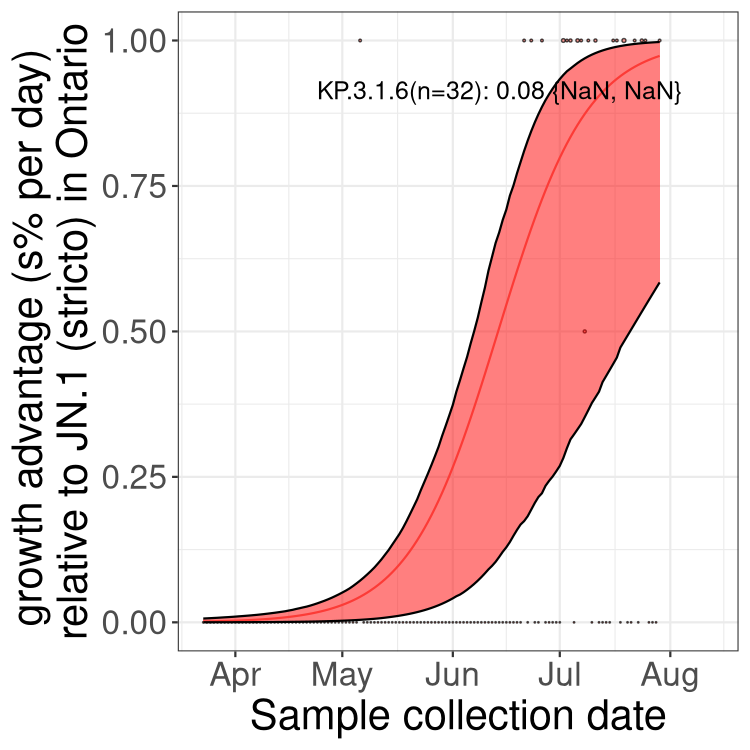 growth advantage (s% per day)
relative to JN.1 (stricto) in Ontario
1.00
0.75
0.50
0.25
0.00
KP.3.1.6(n=32): 0.08 {NaN, NaN}
Apr May Jun Jul Aug
Sample collection date